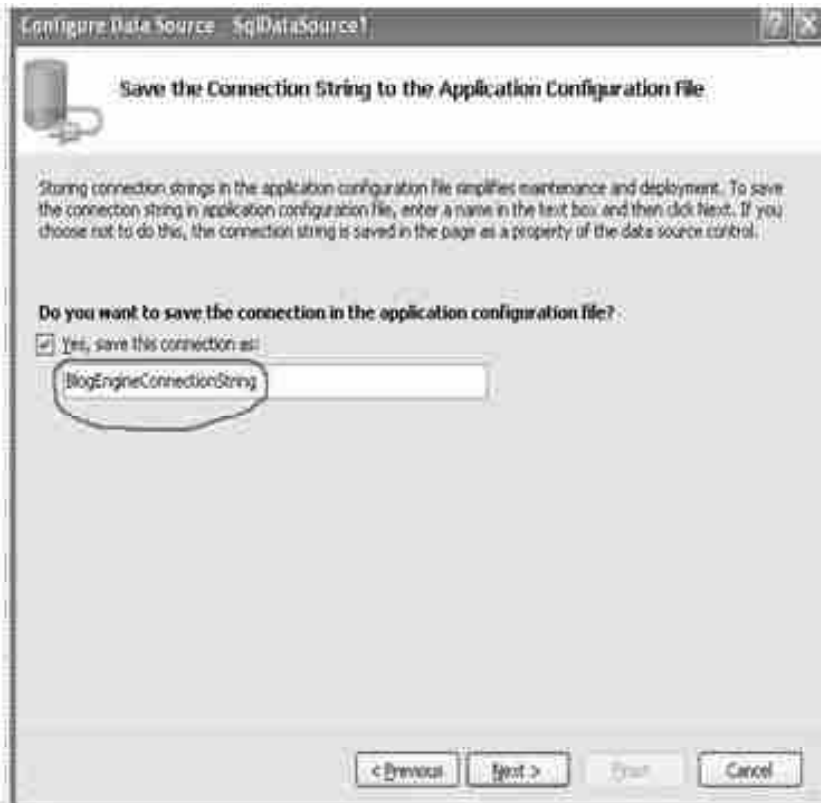 Configure Data Source - SqlDataSource1
Save the Connection String to the Application Configuration File
Storing connection strings in the application configuration file simplifies maintenance and deployment. To save
the connection string in application configuration file, enter a name in the text box and then click Next. If you
choose not to do this, the connection string is saved in the page as a property of the data source control.
Do you want to save the connection in the application configuration file?
Yes, save this connection as:
BlogEngineConnectionString
< Previous
Next >
Finish
Cancel